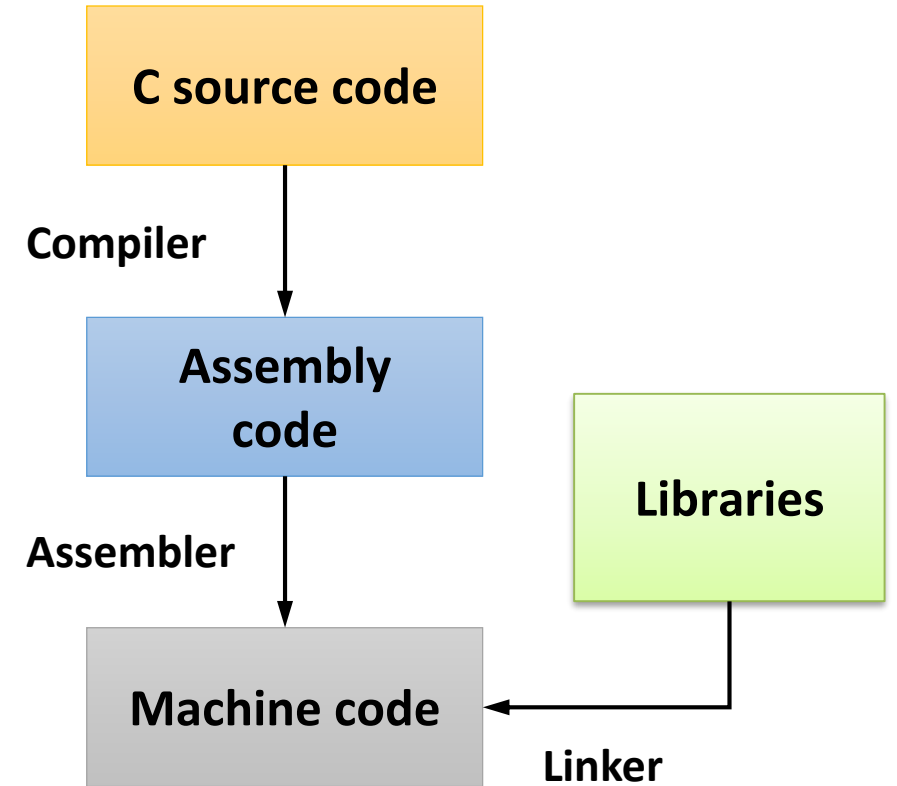 C source code
Compiler
Assembly
code
Libraries
Assembler
Machine code
Linker